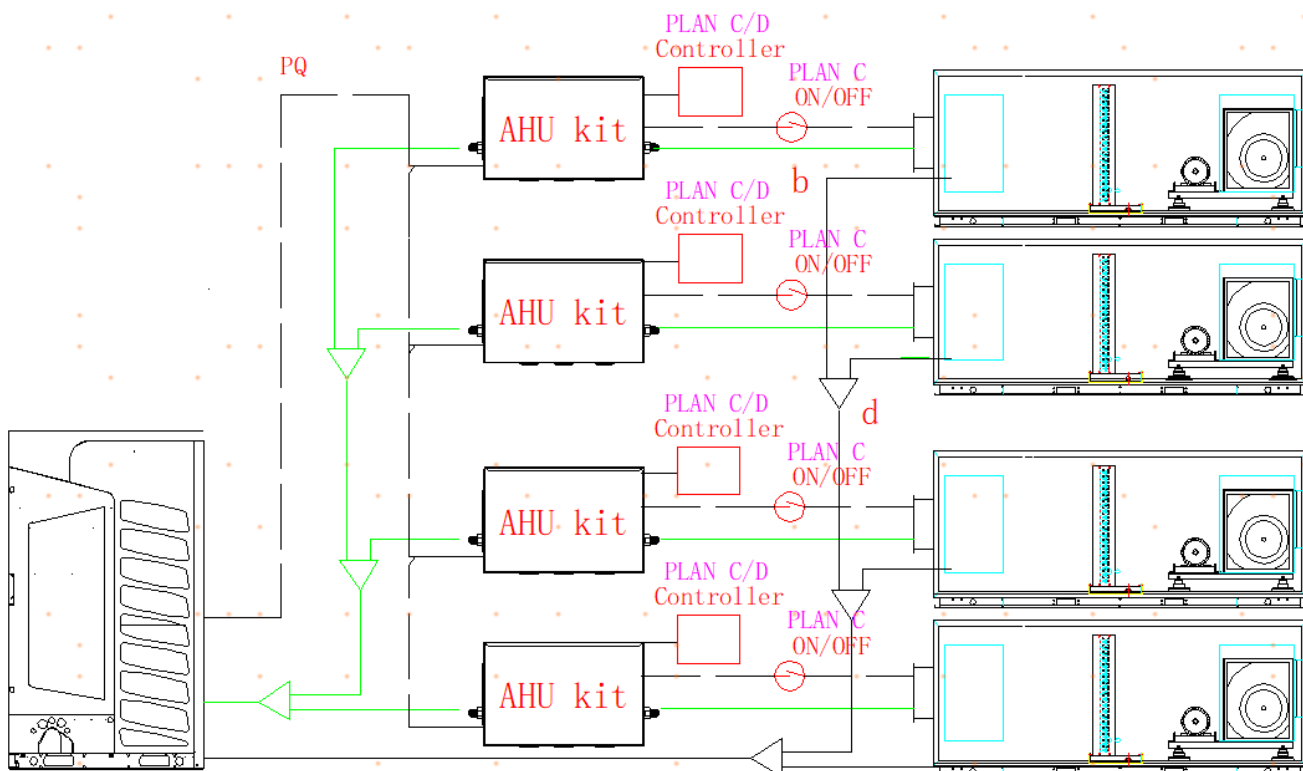 PLAN C/D
Controller
PQ
PLAN C
ON/OFF
AHU kit
b
PLAN C/D
Controller
PLAN C
ON/OFF
AHU kit
PLAN C/D
Controller
d
PLAN C
ON/OFF
AHU kit
PLAN C/D
Controller
PLAN C
ON/OFF
AHU kit